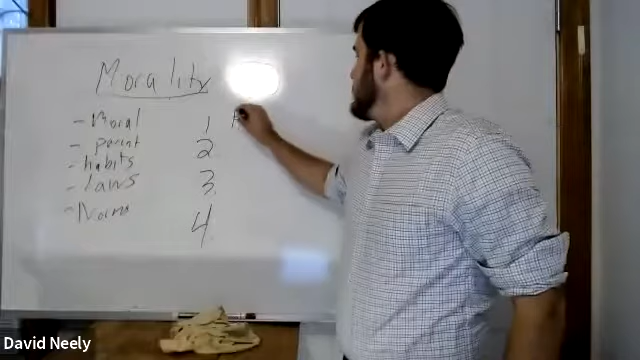 Morality
- Moral
- parent
- habits
- laws
- Norms
1
2
3
4
David Neely